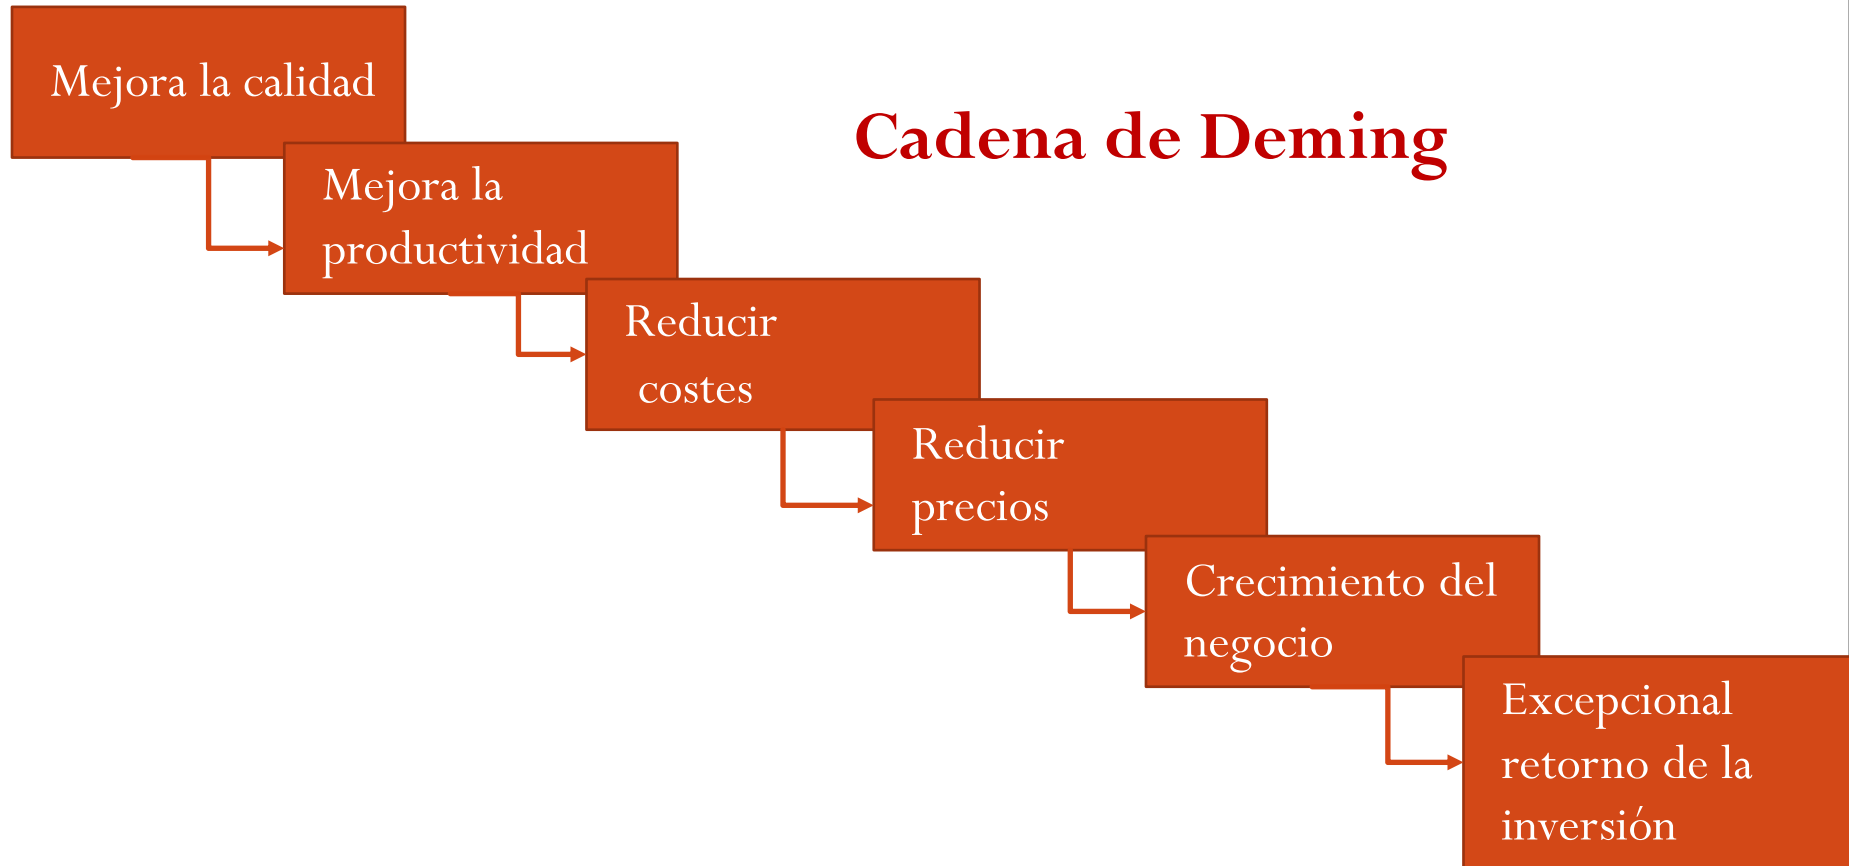 Mejora la calidad
Cadena de Deming
Mejora la
productividad
Reducir
costes
Reducir
precios
Crecimiento del
negocio
Excepcional
retorno de la
inversión